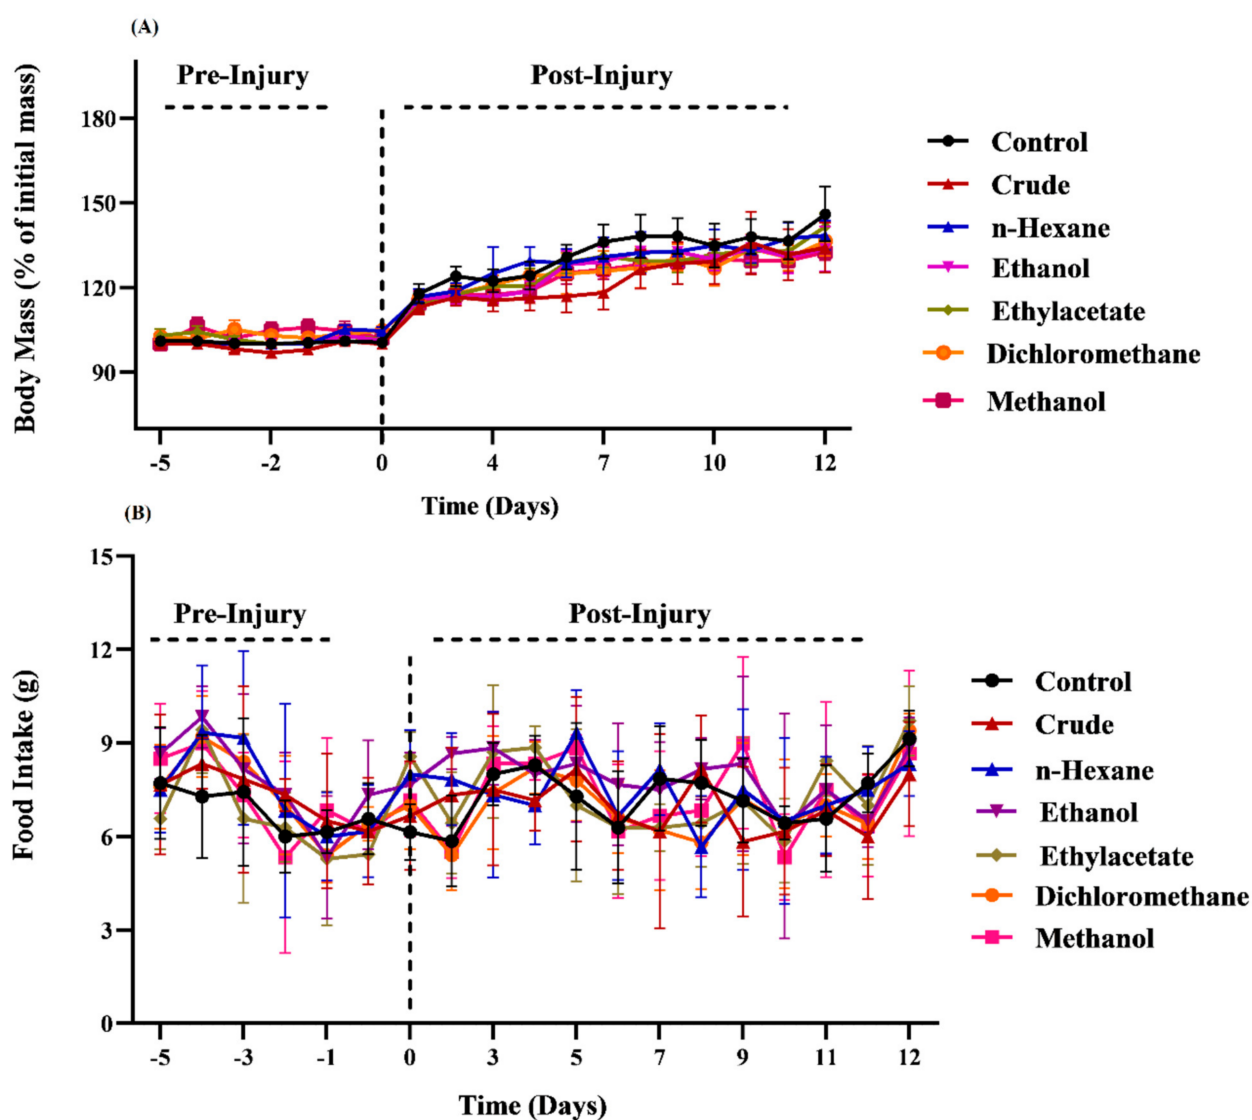 (A)
Pre-Injury
Post-Injury
Body Mass (% of initial mass)
180
150
120
90
-5 -2 0 4 7 10 12
Time (Days)
Control
Crude
n-Hexane
Ethanol
Ethylacetate
Dichloromethane
Methanol
(B)
Pre-Injury
Post-Injury
Food Intake (g)
15
12
9
6
3
0
-5 -3 -1 0 3 5 7 9 11 12
Time (Days)
Control
Crude
n-Hexane
Ethanol
Ethylacetate
Dichloromethane
Methanol